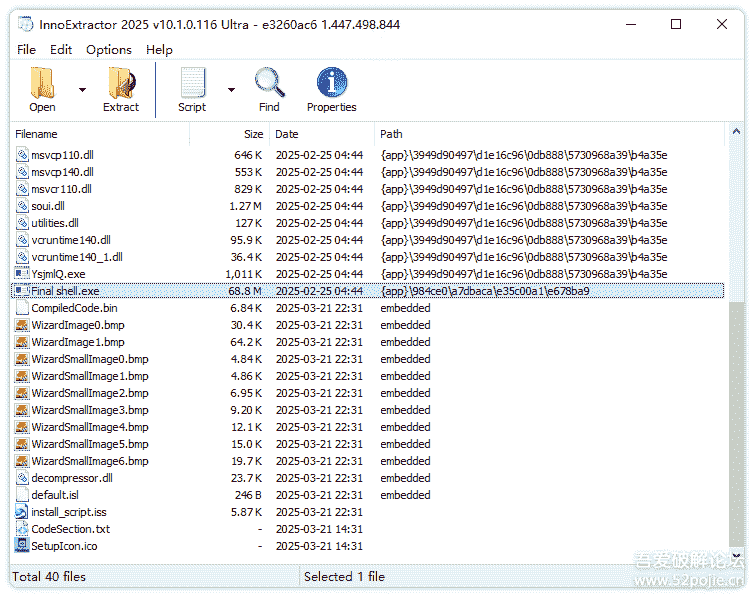 InnoExtractor 2025 v10.1.0.116 Ultra - e3260ac6 1.447.498.844
File Edit Options Help
Open Extract Script Find Properties
Filename Size Date Path
msvcp110.dll 646 K 2025-02-25 04:44 {app}\3949d90497\d1e16c96\0db888\5730968a39\b4a35e
msvcp140.dll 553 K 2025-02-25 04:44 {app}\3949d90497\d1e16c96\0db888\5730968a39\b4a35e
msvcr110.dll 829 K 2025-02-25 04:44 {app}\3949d90497\d1e16c96\0db888\5730968a39\b4a35e
soui.dll 1.27 M 2025-02-25 04:44 {app}\3949d90497\d1e16c96\0db888\5730968a39\b4a35e
utilities.dll 127 K 2025-02-25 04:44 {app}\3949d90497\d1e16c96\0db888\5730968a39\b4a35e
vcruntime140.dll 95.9 K 2025-02-25 04:44 {app}\3949d90497\d1e16c96\0db888\5730968a39\b4a35e
vcruntime140_1.dll 36.4 K 2025-02-25 04:44 {app}\3949d90497\d1e16c96\0db888\5730968a39\b4a35e
YsjmlQ.exe 1,011 K 2025-02-25 04:44 {app}\3949d90497\d1e16c96\0db888\5730968a39\b4a35e
Final shell.exe 68.8 M 2025-02-25 04:44 {app}\984ce0\a7dbaca\e35c00a1\e678ba9
CompiledCode.bin 6.84 K 2025-03-21 22:31 embedded
WizardImage0.bmp 30.4 K 2025-03-21 22:31 embedded
WizardImage1.bmp 64.2 K 2025-03-21 22:31 embedded
WizardSmallImage0.bmp 4.84 K 2025-03-21 22:31 embedded
WizardSmallImage1.bmp 4.86 K 2025-03-21 22:31 embedded
WizardSmallImage2.bmp 6.95 K 2025-03-21 22:31 embedded
WizardSmallImage3.bmp 9.20 K 2025-03-21 22:31 embedded
WizardSmallImage4.bmp 12.1 K 2025-03-21 22:31 embedded
WizardSmallImage5.bmp 15.0 K 2025-03-21 22:31 embedded
WizardSmallImage6.bmp 19.7 K 2025-03-21 22:31 embedded
decompressor.dll 23.7 K 2025-03-21 22:31 embedded
default.isl 246 B 2025-03-21 22:31 embedded
install_script.iss 5.87 K 2025-03-21 22:31
CodeSection.txt - 2025-03-21 14:31
SetupIcon.ico - 2025-03-21 14:31
吾爱破解论坛
www.52pojie.cn
Total 40 files Selected 1 file